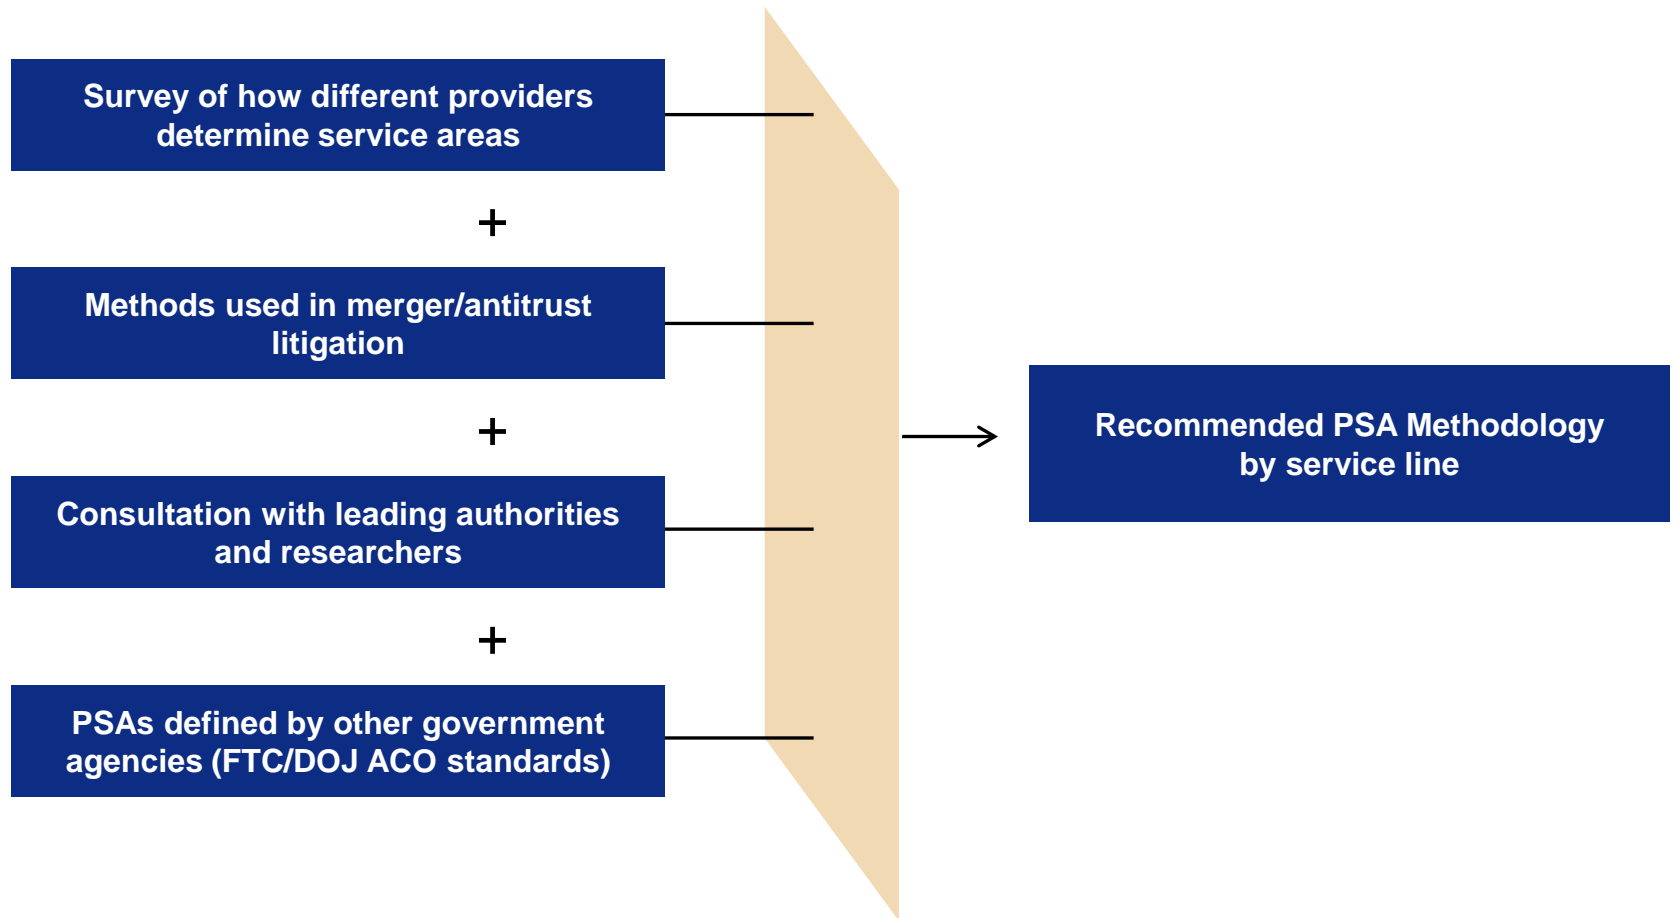 Survey of how different providers
determine service areas
+
Methods used in merger/antitrust
litigation
+
Consultation with leading authorities
and researchers
+
PSAs defined by other government
agencies (FTC/DOJ ACO standards)
Recommended PSA Methodology
by service line